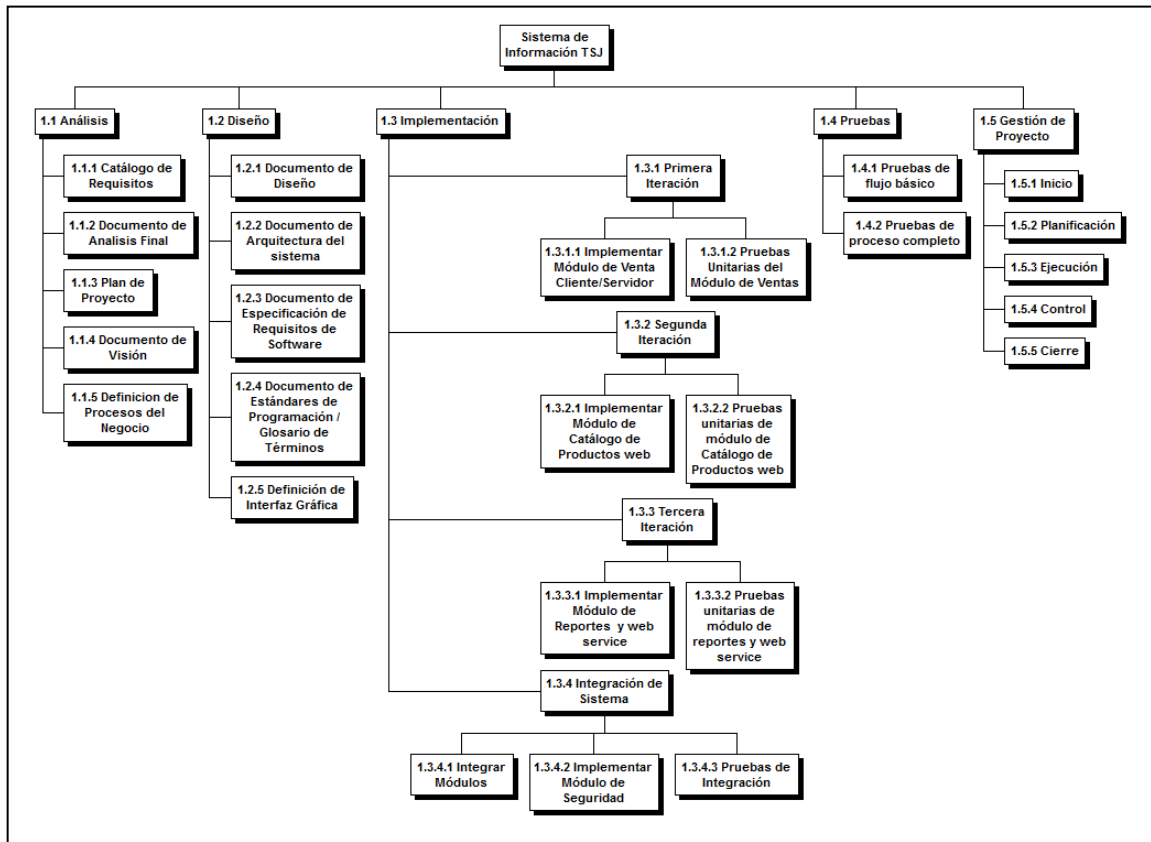 Sistema de
Información TSJ
1.1 Análisis
1.2 Diseño
1.3 Implementación
1.4 Pruebas
1.5 Gestión de
Proyecto
1.1.1 Catálogo de
Requisitos
1.1.2 Documento de
Analisis Final
1.1.3 Plan de
Proyecto
1.1.4 Documento de
Visión
1.1.5 Definicion de
Procesos del
Negocio
1.2.1 Documento de
Diseño
1.2.2 Documento de
Arquitectura del
sistema
1.2.3 Documento de
Especificación de
Requisitos de
Software
1.2.4 Documento de
Estándares de
Programación /
Glosario de
Términos
1.2.5 Definición de
Interfaz Gráfica
1.3.1 Primera
Iteración
1.3.1.1 Implementar
Módulo de Venta
Cliente/Servidor
1.3.1.2 Pruebas
Unitarias del
Módulo de Ventas
1.3.2 Segunda
Iteración
1.3.2.1 Implementar
Módulo de
Catálogo de
Productos web
1.3.2.2 Pruebas
unitarias de
módulo de
Catálogo de
Productos web
1.3.3 Tercera
Iteración
1.3.3.1 Implementar
Módulo de
Reportes y web
service
1.3.3.2 Pruebas
unitarias de
módulo de
reportes y web
service
1.3.4 Integración de
Sistema
1.3.4.1 Integrar
Módulos
1.3.4.2 Implementar
Módulo de
Seguridad
1.3.4.3 Pruebas de
Integración
1.4.1 Pruebas de
flujo básico
1.4.2 Pruebas de
proceso completo
1.5.1 Inicio
1.5.2 Planificación
1.5.3 Ejecución
1.5.4 Control
1.5.5 Cierre